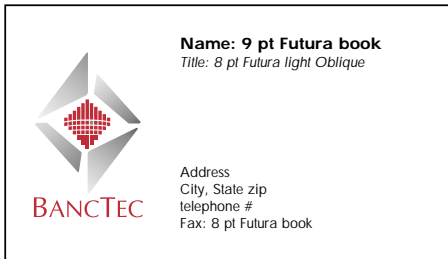 Name: 9 pt Futura book
Title: 8 pt Futura light Oblique
Address
City, State zip
telephone #
Fax: 8 pt Futura book
BANCTEC